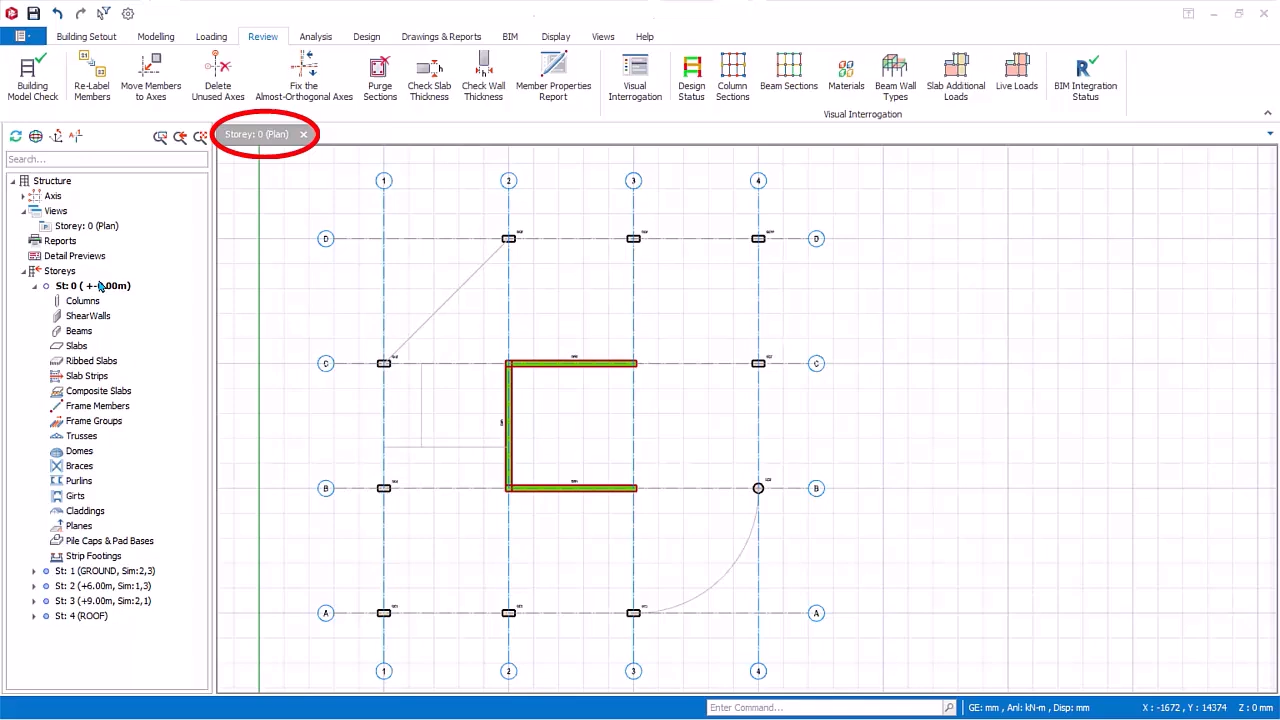 Building Setout
Modelling
Loading
Review
Analysis
Design
Drawings & Reports
BIM
Display
Views
Help
Building
Model Check
Re-Label
Members
Move Members
to Axes
Delete
Unused Axes
Fix the
Almost-Orthogonal Axes
Purge
Sections
Check Slab
Thickness
Check Wall
Thickness
Member Properties
Report
Visual
Interrogation
Design
Status
Column
Sections
Beam Sections
Materials
Beam Wall
Types
Slab Additional
Loads
Live Loads
BIM Integration
Status
Visual Interrogation
Storey: 0 (Plan)
Search...
Structure
Axis
Views
Storey: 0 (Plan)
Reports
Detail Previews
Storeys
St: 0 ( +-0.00m)
Columns
ShearWalls
Beams
Slabs
Ribbed Slabs
Slab Strips
Composite Slabs
Frame Members
Frame Groups
Trusses
Domes
Braces
Purlins
Girts
Claddings
Planes
Pile Caps & Pad Bases
Strip Footings
St: 1 (GROUND, Sim:2,3)
St: 2 (+6.00m, Sim:1,3)
St: 3 (+9.00m, Sim:2,1)
St: 4 (ROOF)
1 2 3 4
D D
C C
B B
A A
1 2 3 4
Enter Command...
GE: mm , Anl: kN-m , Disp: mm
X : -1672 , Y : 14374
Z : 0 mm